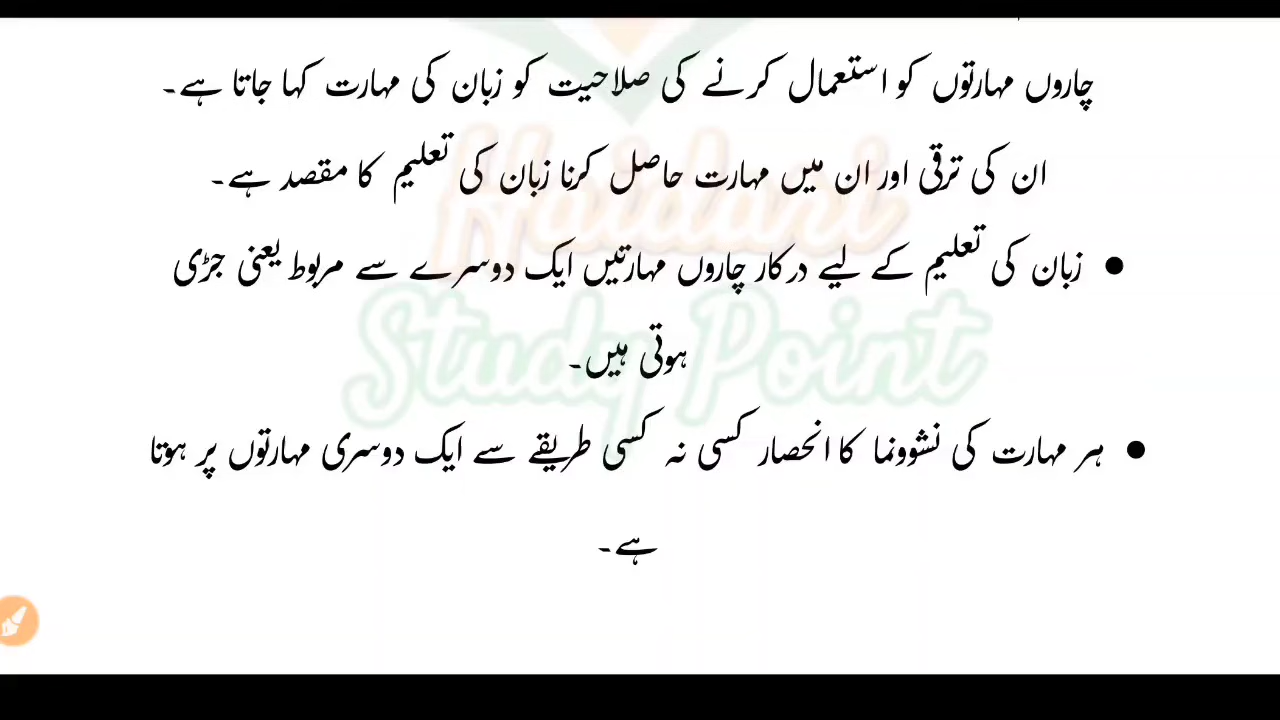 چاروں مہارتوں کو استعمال کرنے کی صلاحیت کو زبان کی مہارت کہا جاتا ہے۔
ان کی ترقی اور ان میں مہارت حاصل کرنا زبان کی تعلیم کا مقصد ہے۔
Haidari
• زبان کی تعلیم کے لیے درکار چاروں مہارتیں ایک دوسرے سے مربوط یعنی جڑی
Study Point
ہوتی ہیں۔
• ہر مہارت کی نشوونما کا انحصار کسی نہ کسی طریقے سے ایک دوسری مہارتوں پر ہوتا
ہے۔